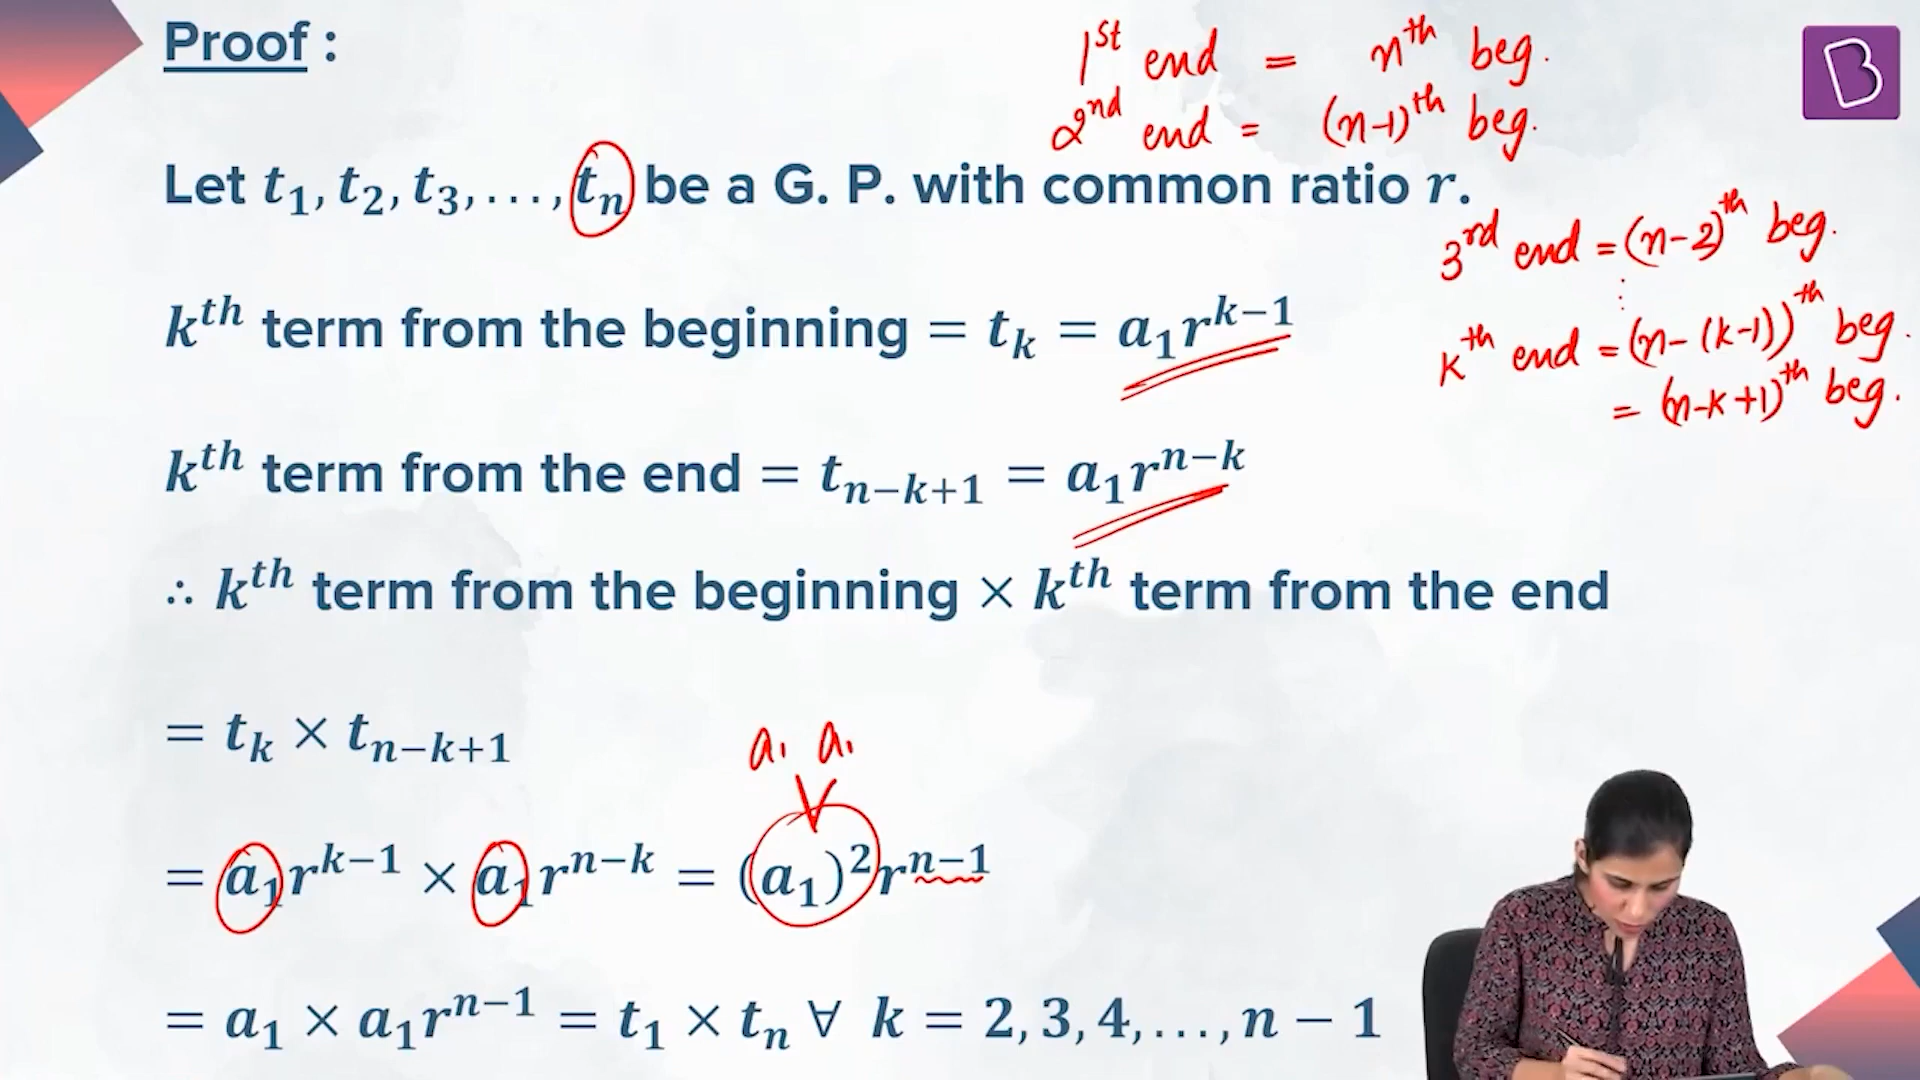 Proof :
1st end = nth beg.
2nd end = (n-1)th beg.
Let t₁, t₂, t₃, . . . , tₙ be a G. P. with common ratio r.
3rd end = (n-2)th beg.
⋮
kth term from the beginning = tₖ = a₁rᵏ⁻¹
kth end = (n-(k-1))th beg.
= (n-k+1)th beg.
kth term from the end = tₙ₋ₖ₊₁ = a₁rⁿ⁻ᵏ
∴ kth term from the beginning × kth term from the end
= tₖ × tₙ₋ₖ₊₁
a₁ a₁
= a₁rᵏ⁻¹ × a₁rⁿ⁻ᵏ = (a₁)²rⁿ⁻¹
= a₁ × a₁rⁿ⁻¹ = t₁ × tₙ ∀ k = 2, 3, 4, . . . , n − 1
B